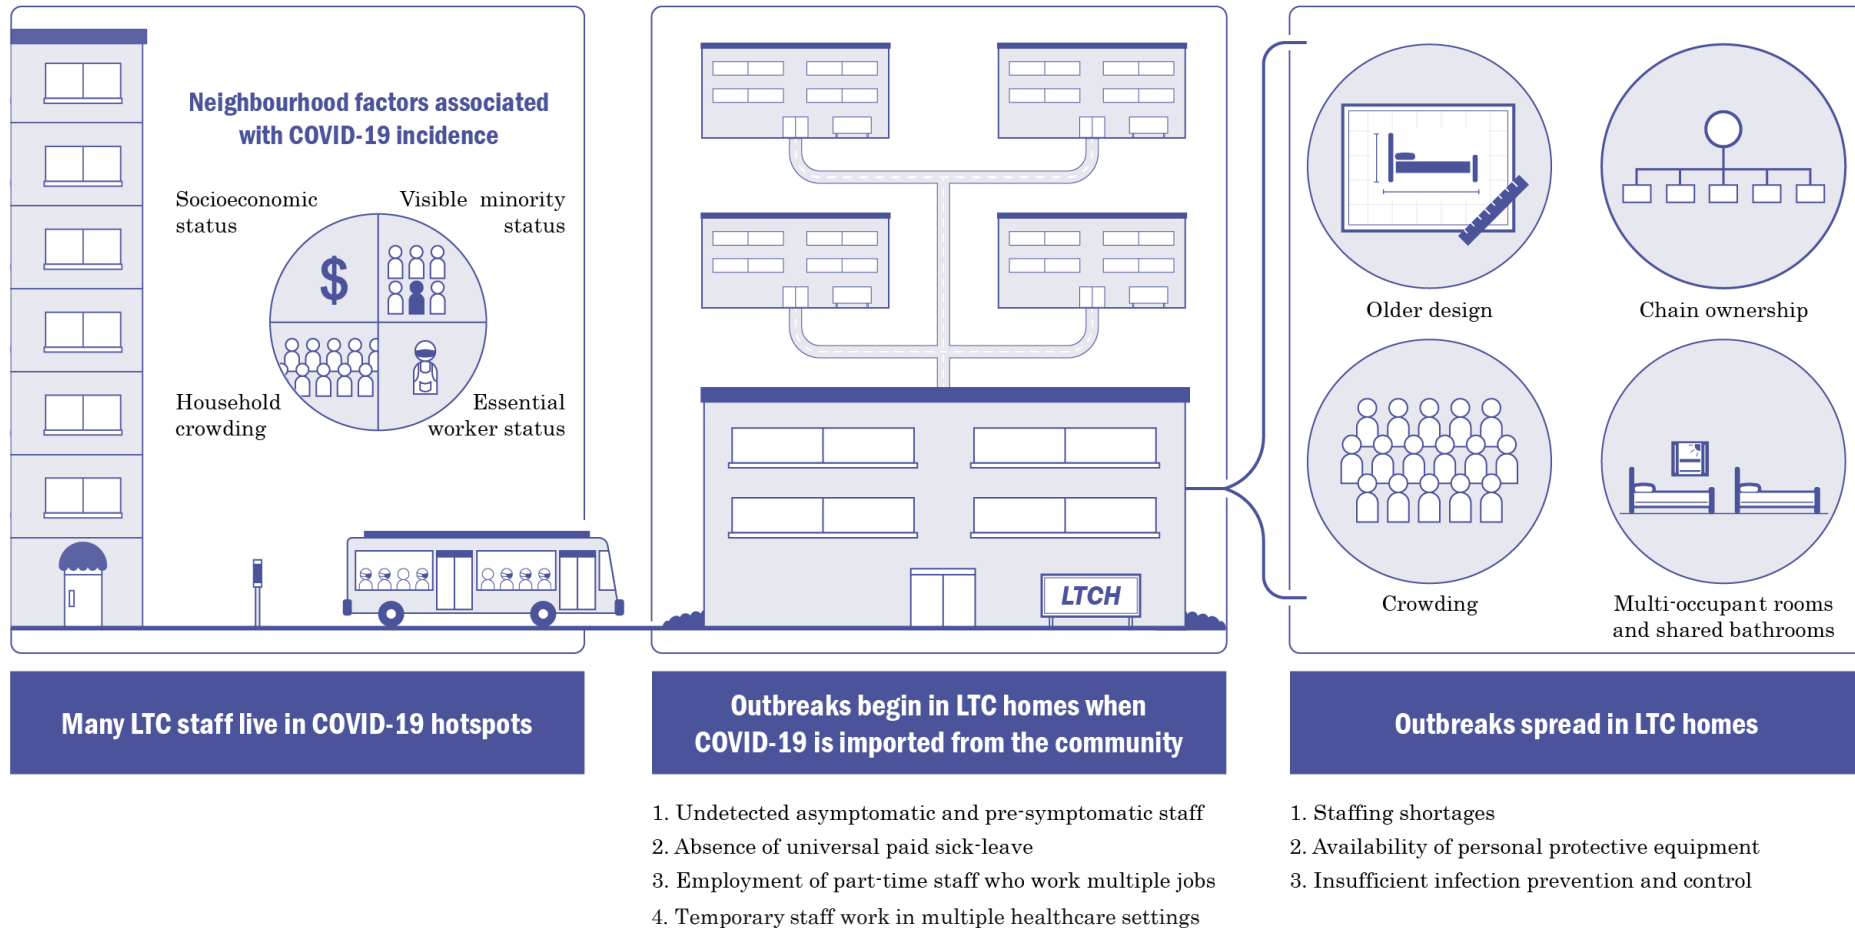 Neighbourhood factors associated
with COVID-19 incidence
Socioeconomic
status
Visible minority
status
$
Household
crowding
Essential
worker status
Many LTC staff live in COVID-19 hotspots
LTCH
Outbreaks begin in LTC homes when
COVID-19 is imported from the community
1. Undetected asymptomatic and pre-symptomatic staff
2. Absence of universal paid sick-leave
3. Employment of part-time staff who work multiple jobs
4. Temporary staff work in multiple healthcare settings
Older design
Chain ownership
Crowding
Multi-occupant rooms
and shared bathrooms
Outbreaks spread in LTC homes
1. Staffing shortages
2. Availability of personal protective equipment
3. Insufficient infection prevention and control